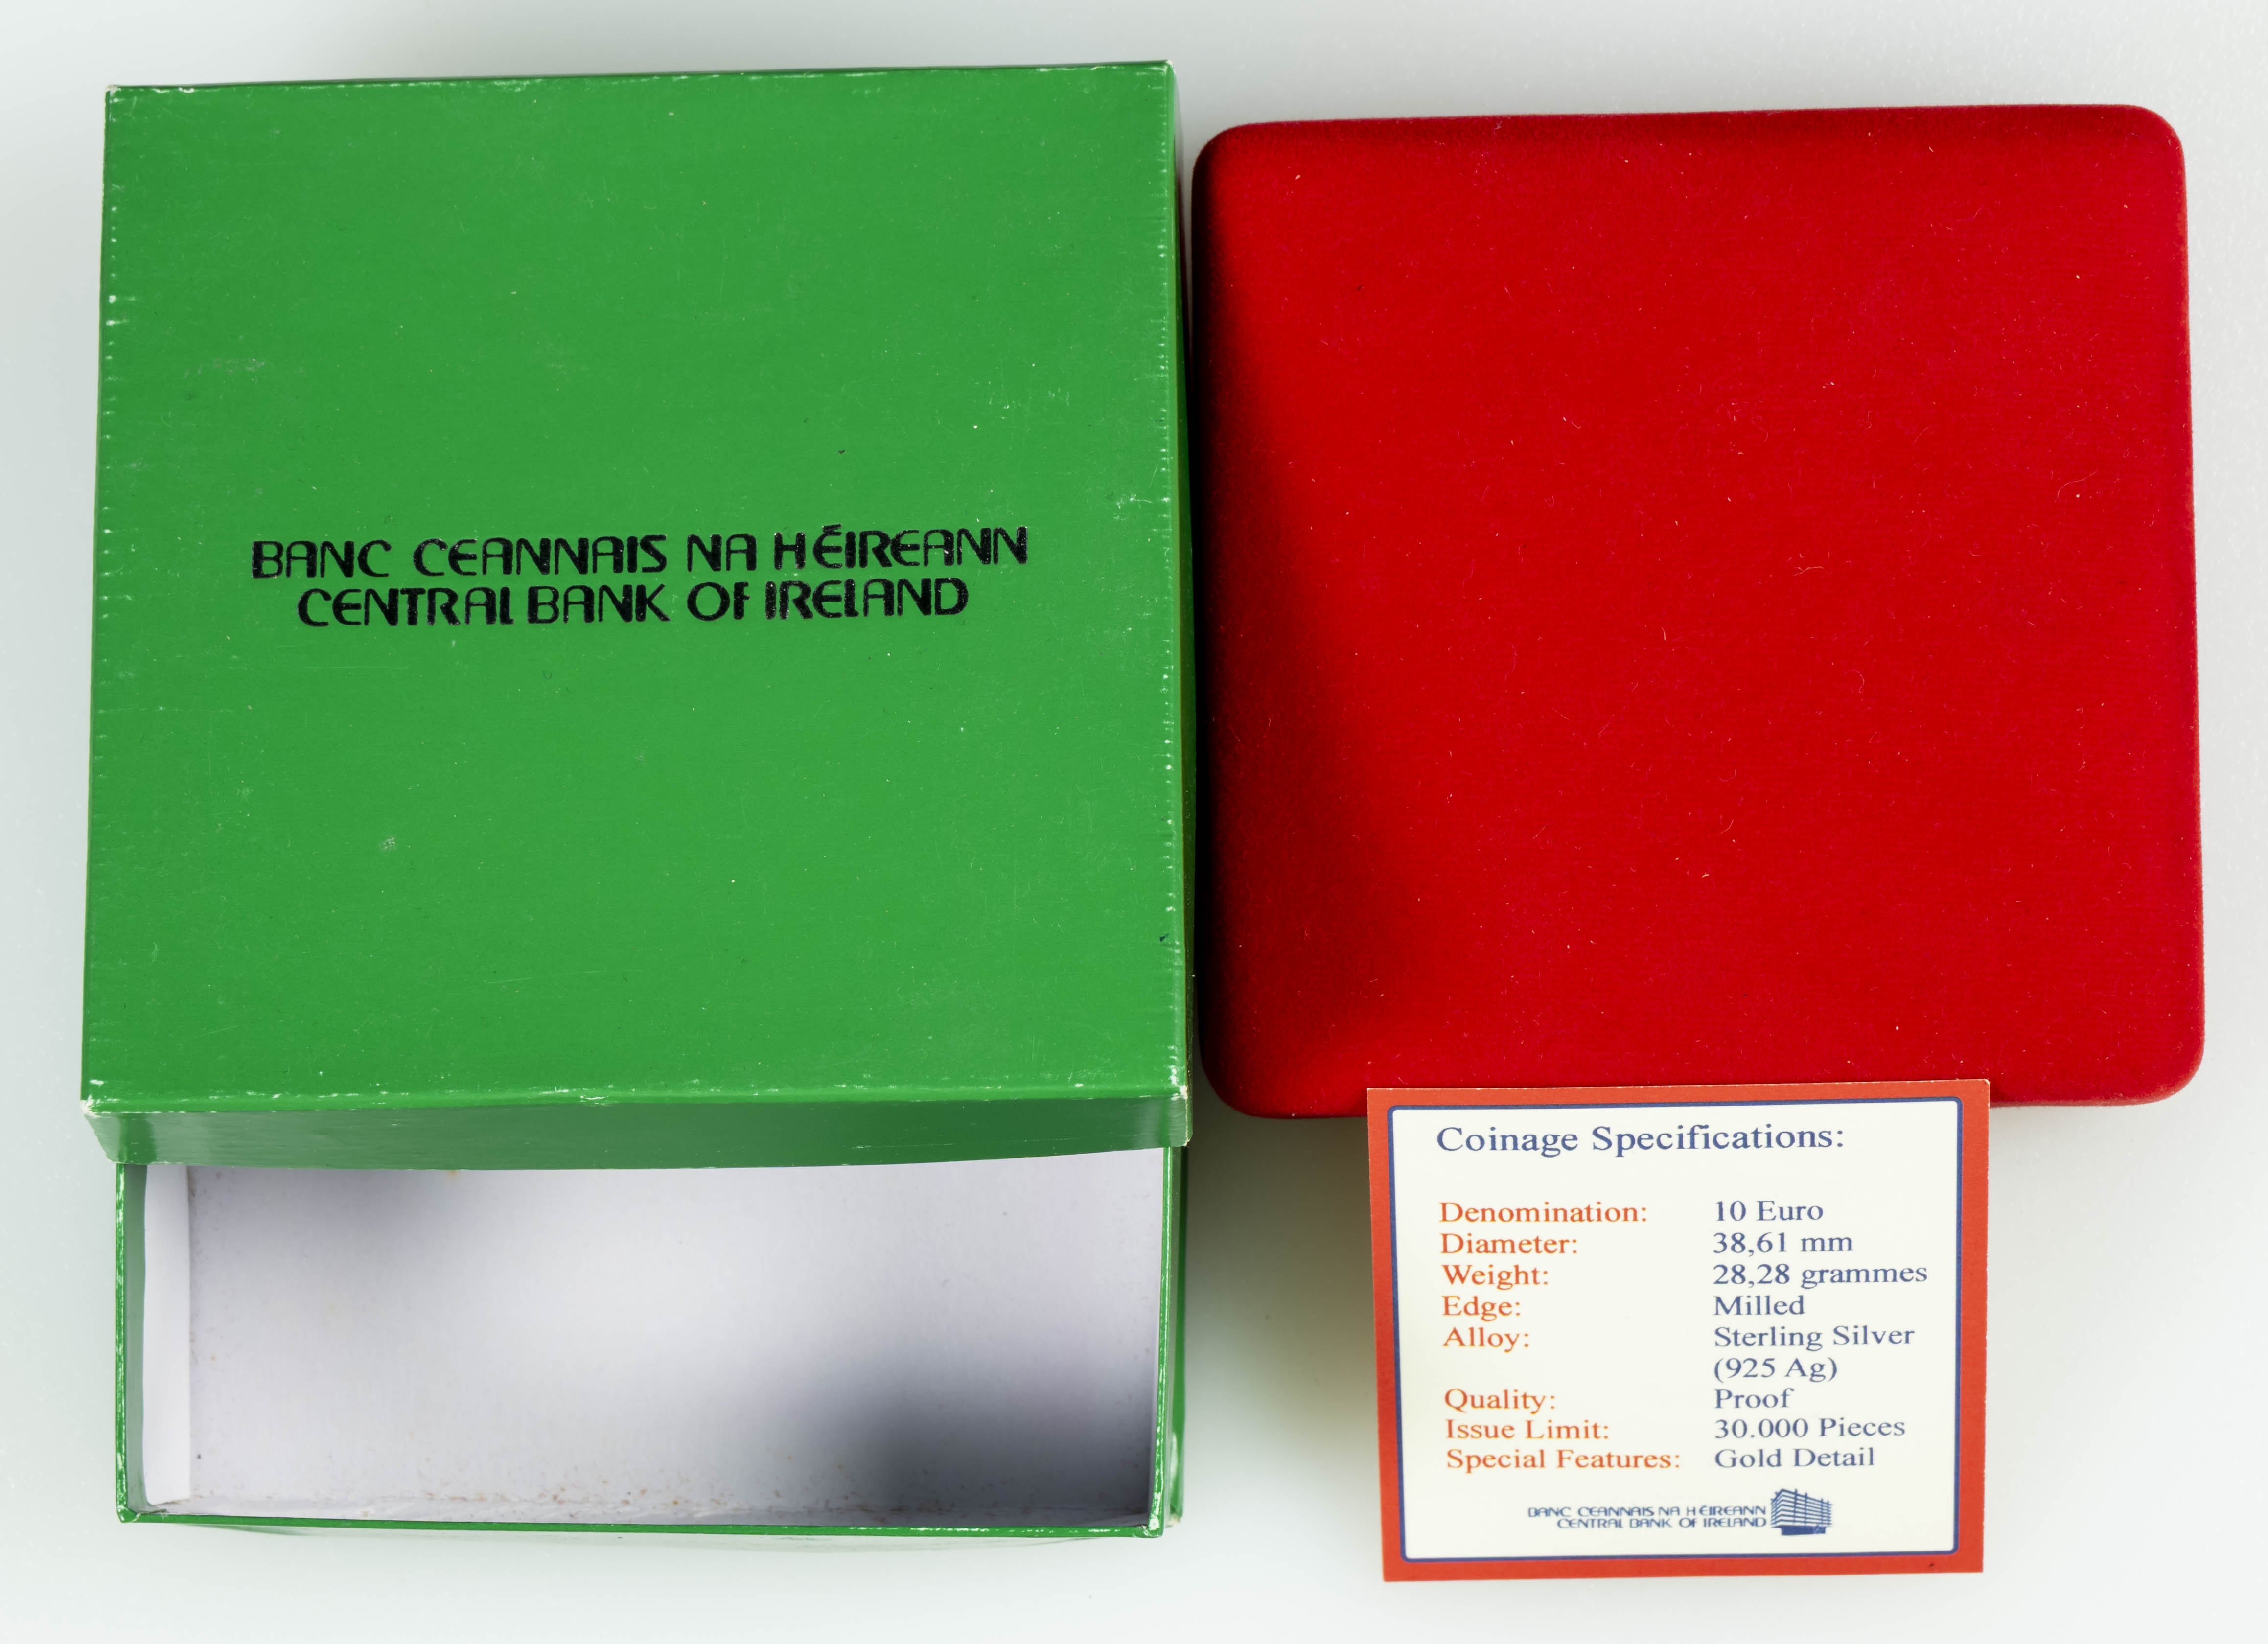 BANC CEANNAIS NA HÉIREANN
CENTRAL BANK OF IRELAND
Coinage Specifications:
Denomination: 10 Euro
Diameter: 38,61 mm
Weight: 28,28 grammes
Edge: Milled
Alloy: Sterling Silver
(925 Ag)
Quality: Proof
Issue Limit: 30.000 Pieces
Special Features: Gold Detail
BANC CEANNAIS NA HÉIREANN
CENTRAL BANK OF IRELAND